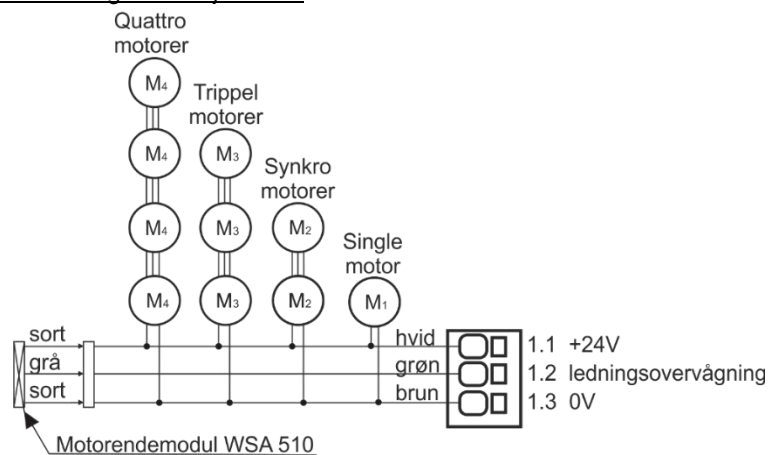 Quattro
motorer
M4
Trippel
motorer
M4
M3
Synkro
motorer
M4
M3
M2
Single
motor
M4
M3
M2
M1
sort
hvid
1.1 +24V
grå
grøn
1.2 ledningsovervågning
sort
brun
1.3 0V
Motorendemodul WSA 510